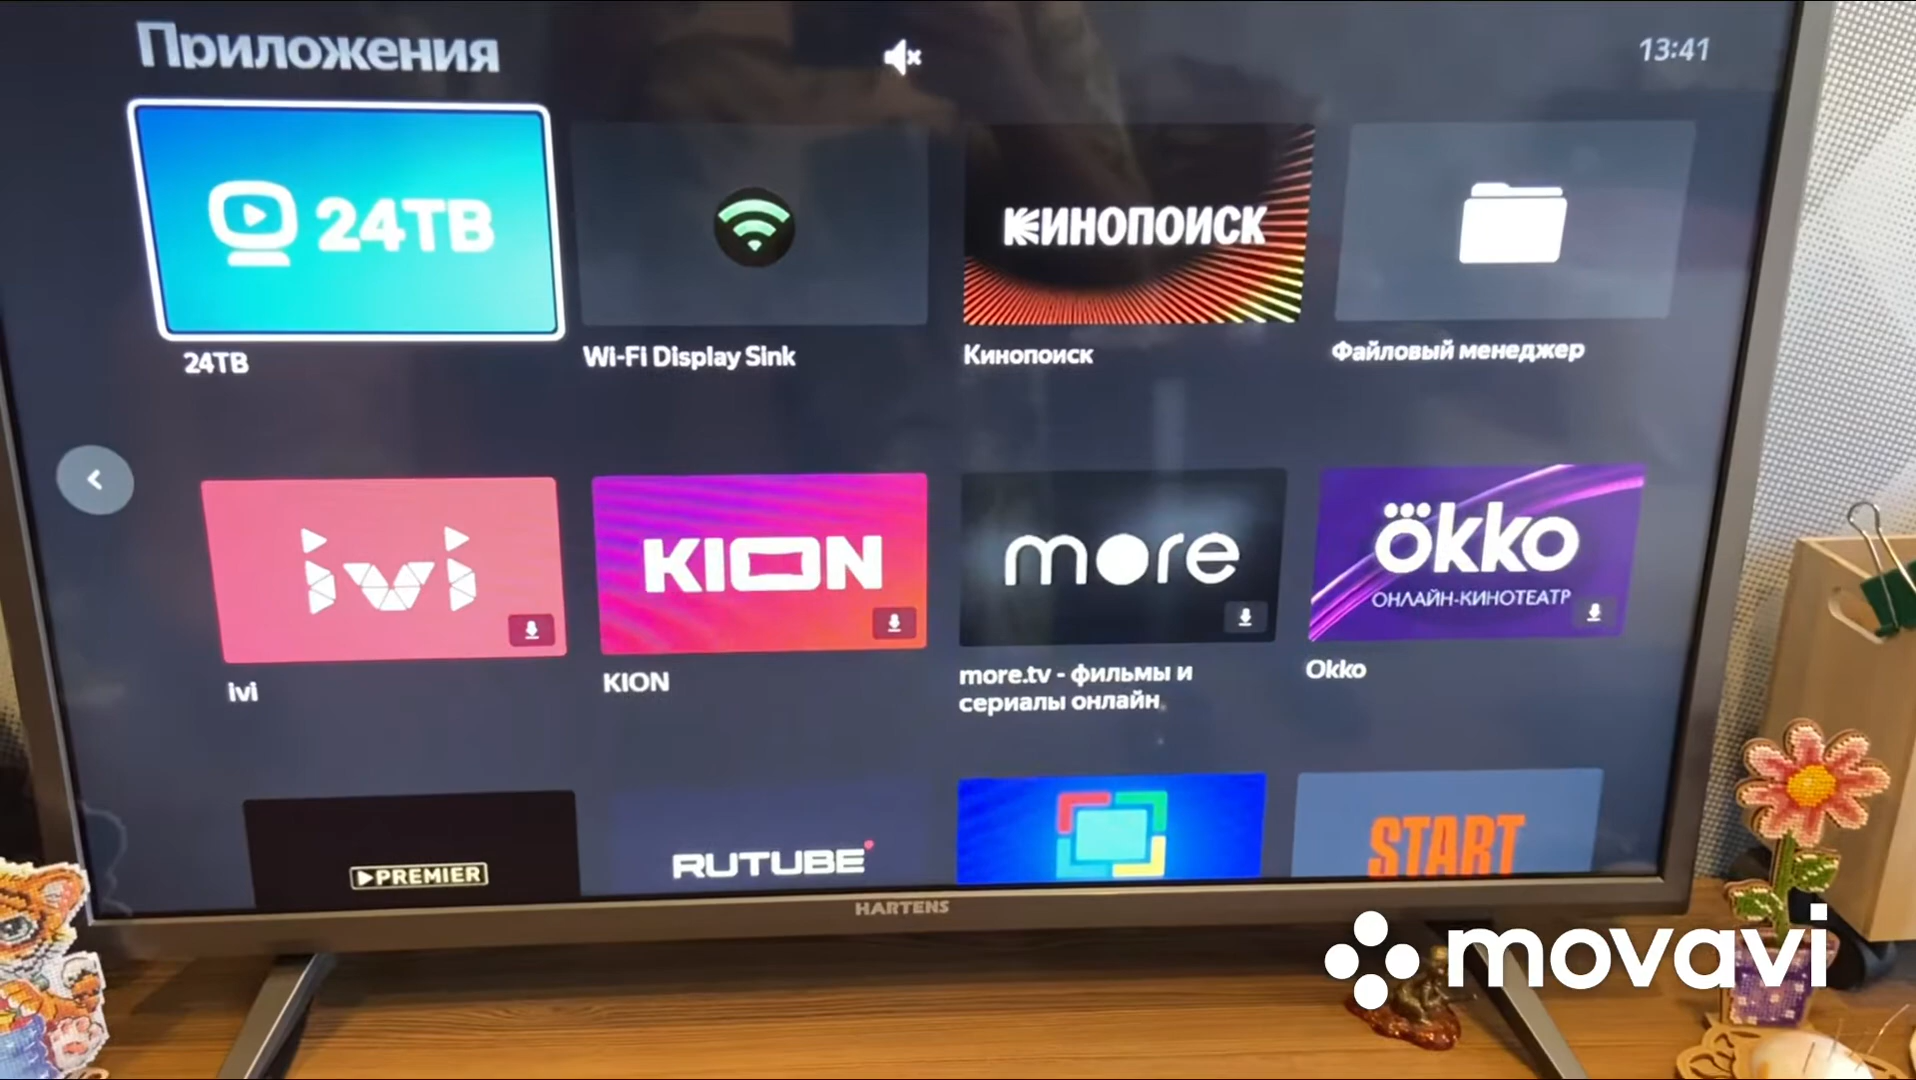 Приложения
13:41
24ТВ
КИНОПОИСК
24ТВ
Wi-Fi Display Sink
Кинопоиск
Файловый менеджер
ivi
KION
more
okko
ОНЛАЙН-КИНОТЕАТР
ivi
KION
more.tv - фильмы и
сериалы онлайн
Okko
PREMIER
RUTUBE
START
HARTENS
movavi